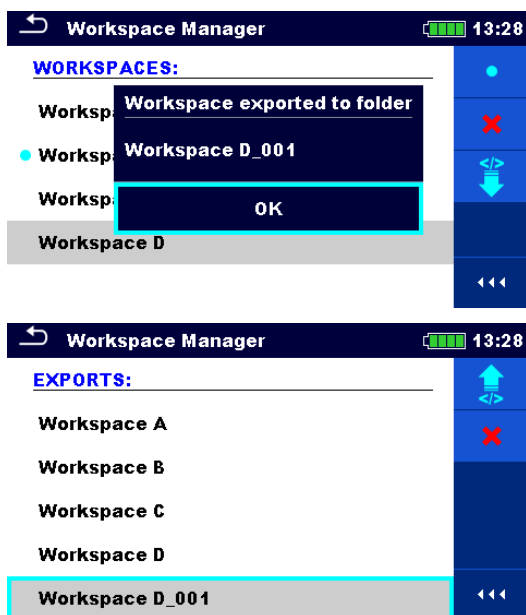 Workspace Manager 13:28
WORKSPACES:
Workspace exported to folder
Worksp
Worksp
Workspace D_001
Worksp
OK
Workspace D
</>
Workspace Manager 13:28
EXPORTS:
</>
Workspace A
Workspace B
Workspace C
Workspace D
Workspace D_001